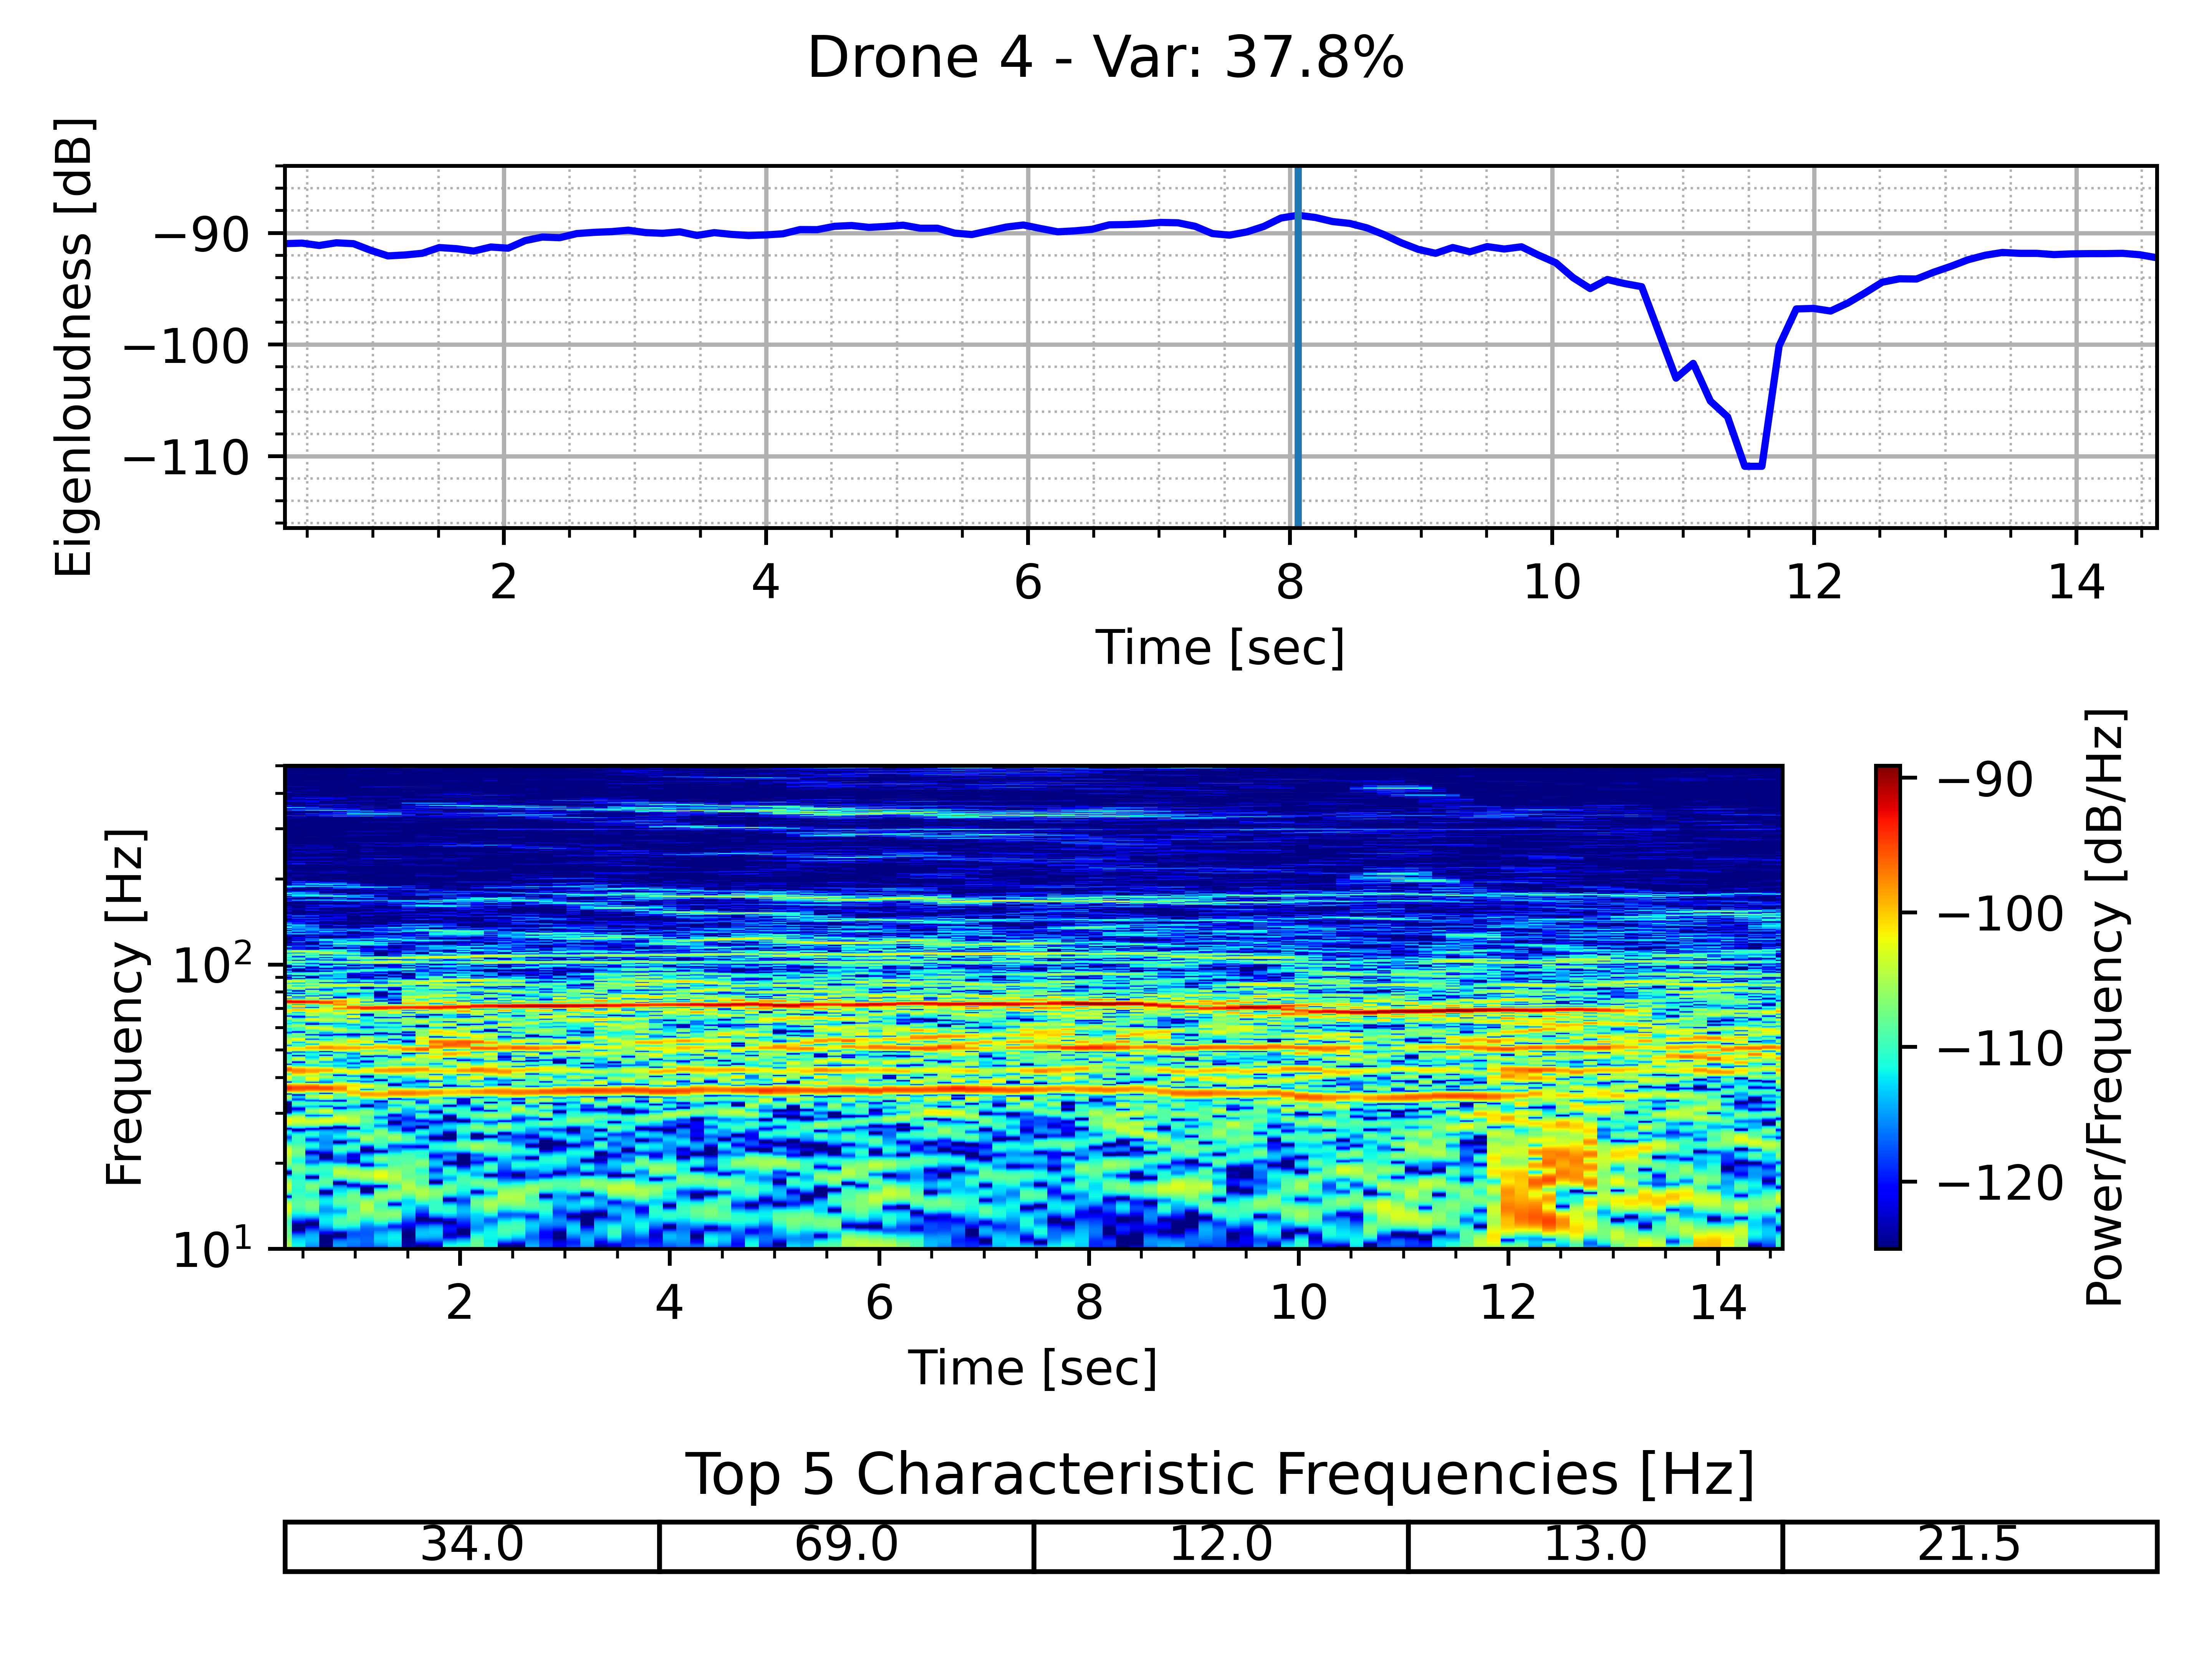 Drone 4 - Var: 37.8%
Eigenloudness [dB]
−90
−100
−110
2 4 6 8 10 12 14
Time [sec]
Frequency [Hz]
10²
10¹
2 4 6 8 10 12 14
Time [sec]
−90
−100
−110
−120
Power/Frequency [dB/Hz]
Top 5 Characteristic Frequencies [Hz]
34.0 69.0 12.0 13.0 21.5